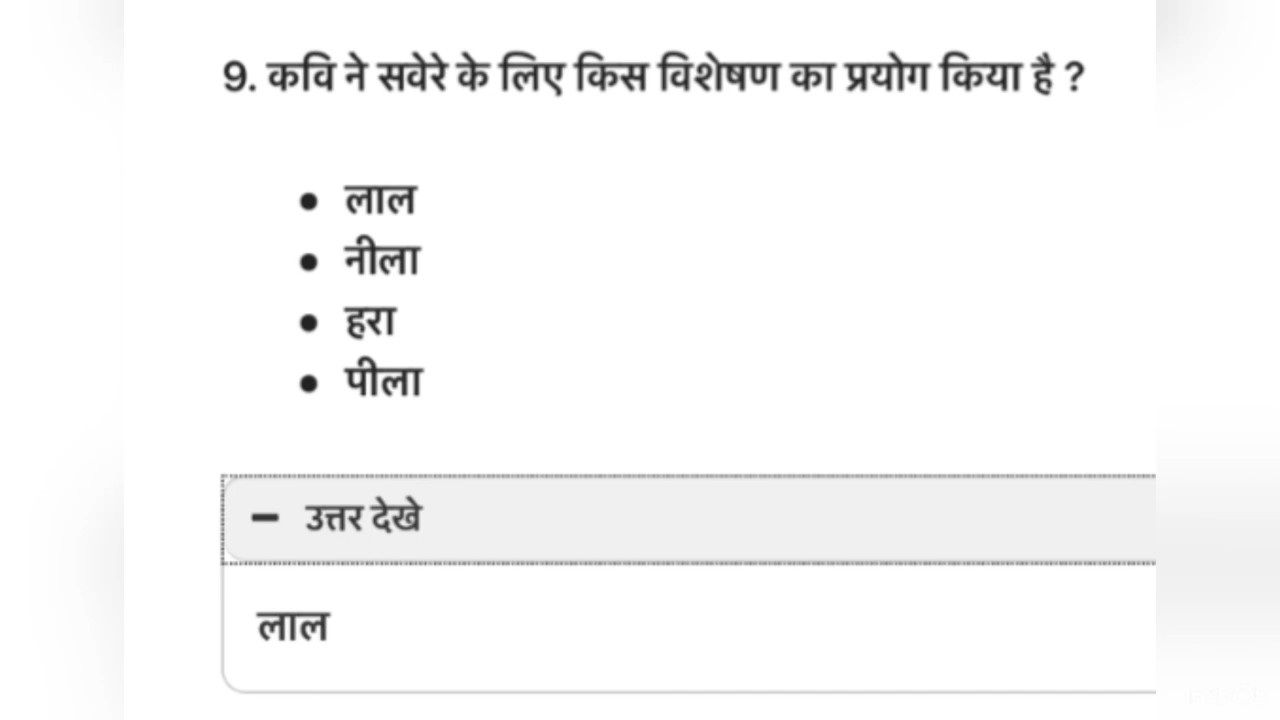 9. कवि ने सवेरे के लिए किस विशेषण का प्रयोग किया है ?
• लाल
• नीला
• हरा
• पीला
− उत्तर देखे
लाल